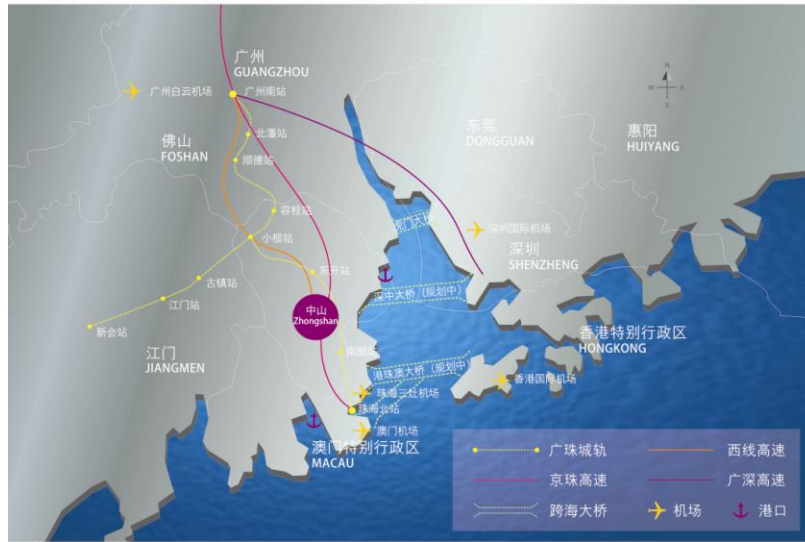 广州
GUANGZHOU
广州白云机场
广州南站
N
W
E
S
北滘站
佛山
FOSHAN
顺德站
东莞
DONGGUAN
惠阳
HUIYANG
容桂站
虎门大桥
深圳国际机场
小榄站
深圳
SHENZHENG
东升站
古镇站
深中大桥（规划中）
江门站
中山
Zhongshan
新会站
香港特别行政区
HONGKONG
江门
JIANGMEN
南朗站
港珠澳大桥（规划中）
香港国际机场
珠海三灶机场
珠海北站
澳门机场
澳门特别行政区
MACAU
广珠城轨
西线高速
京珠高速
广深高速
跨海大桥
机场
港口